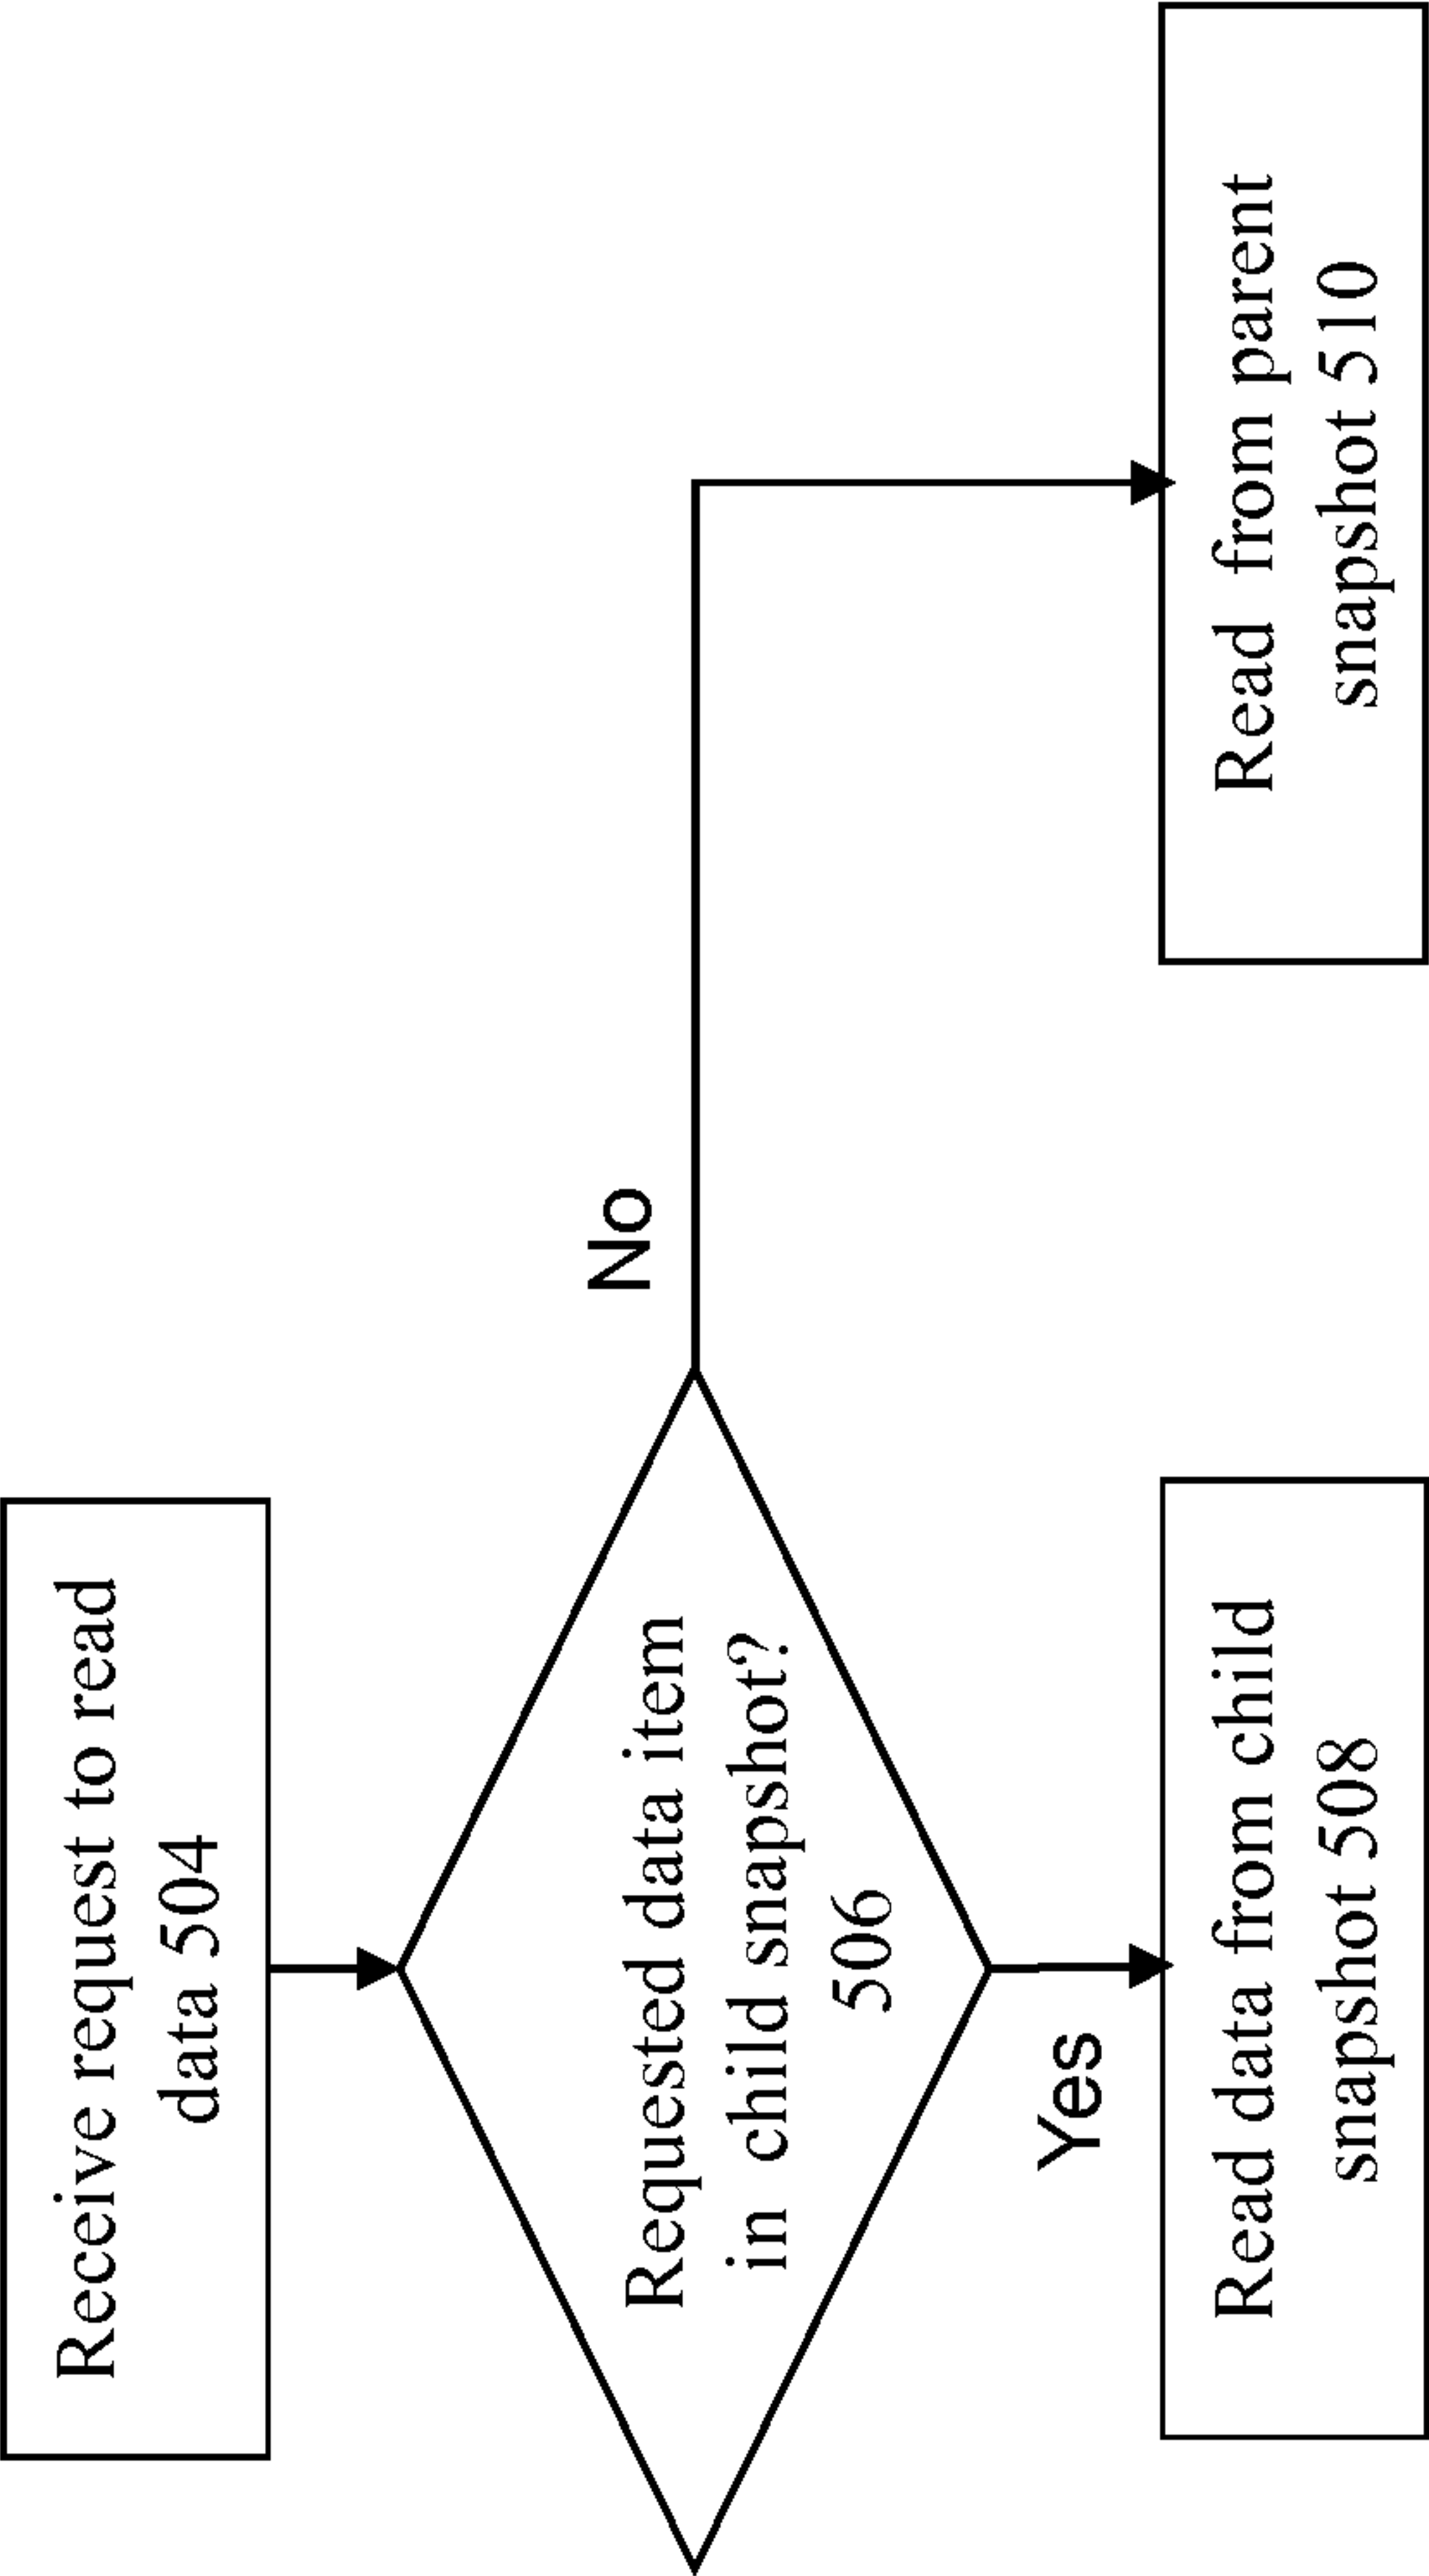 Receive request to read
data 504
Requested data item
in child snapshot?
506
No
Yes
Read data from child
snapshot 508
Read from parent
snapshot 510